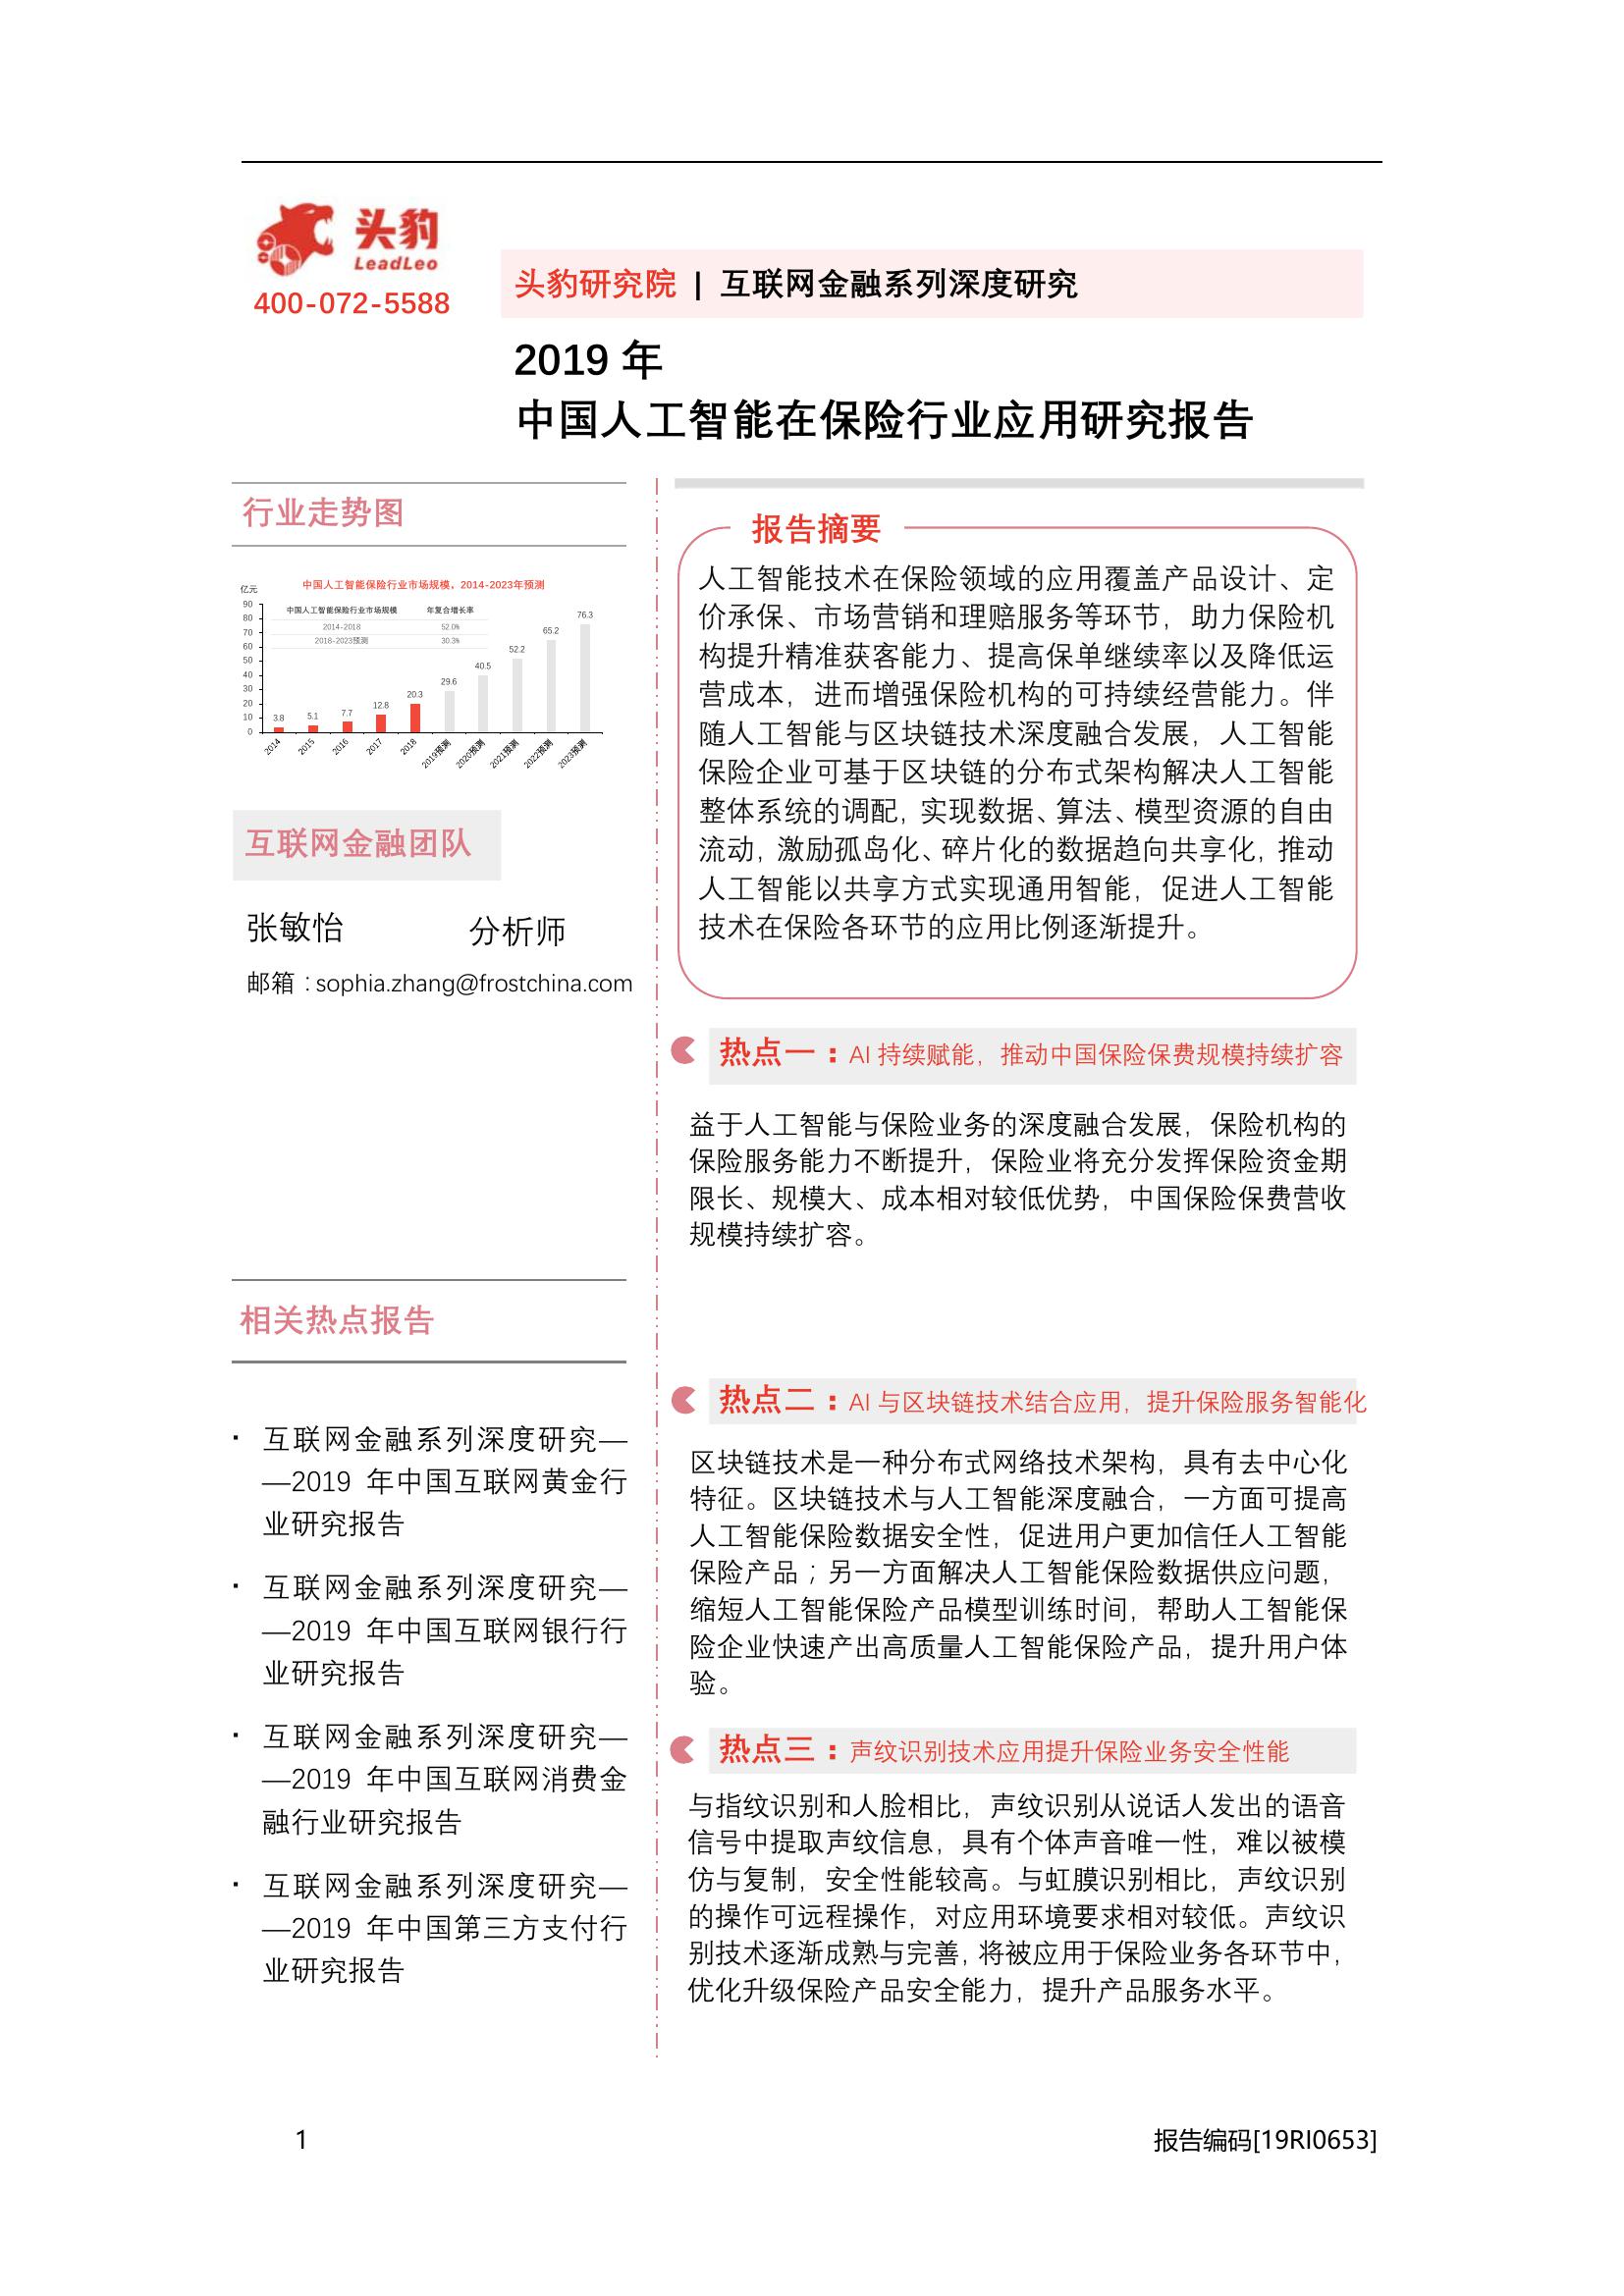 头豹
LeadLeo
400-072-5588
头豹研究院 | 互联网金融系列深度研究
2019 年
中国人工智能在保险行业应用研究报告
行业走势图
亿元
中国人工智能保险行业市场规模，2014-2023年预测
中国人工智能保险行业市场规模 年复合增长率
2014-2018 52.0%
2018-2023预测 30.3%
90
80
70
60
50
40
30
20
10
0
3.8
5.1
7.7
12.8
20.3
29.6
40.5
52.2
65.2
76.3
2014
2015
2016
2017
2018
2019预测
2020预测
2021预测
2022预测
2023预测
互联网金融团队
张敏怡 分析师
邮箱：sophia.zhang@frostchina.com
相关热点报告
· 互联网金融系列深度研究—
—2019 年中国互联网黄金行
业研究报告
· 互联网金融系列深度研究—
—2019 年中国互联网银行行
业研究报告
· 互联网金融系列深度研究—
—2019 年中国互联网消费金
融行业研究报告
· 互联网金融系列深度研究—
—2019 年中国第三方支付行
业研究报告
报告摘要
人工智能技术在保险领域的应用覆盖产品设计、定
价承保、市场营销和理赔服务等环节，助力保险机
构提升精准获客能力、提高保单继续率以及降低运
营成本，进而增强保险机构的可持续经营能力。伴
随人工智能与区块链技术深度融合发展，人工智能
保险企业可基于区块链的分布式架构解决人工智能
整体系统的调配，实现数据、算法、模型资源的自由
流动，激励孤岛化、碎片化的数据趋向共享化，推动
人工智能以共享方式实现通用智能，促进人工智能
技术在保险各环节的应用比例逐渐提升。
热点一：AI 持续赋能，推动中国保险保费规模持续扩容
益于人工智能与保险业务的深度融合发展，保险机构的
保险服务能力不断提升，保险业将充分发挥保险资金期
限长、规模大、成本相对较低优势，中国保险保费营收
规模持续扩容。
热点二：AI 与区块链技术结合应用，提升保险服务智能化
区块链技术是一种分布式网络技术架构，具有去中心化
特征。区块链技术与人工智能深度融合，一方面可提高
人工智能保险数据安全性，促进用户更加信任人工智能
保险产品；另一方面解决人工智能保险数据供应问题，
缩短人工智能保险产品模型训练时间，帮助人工智能保
险企业快速产出高质量人工智能保险产品，提升用户体
验。
热点三：声纹识别技术应用提升保险业务安全性能
与指纹识别和人脸相比，声纹识别从说话人发出的语音
信号中提取声纹信息，具有个体声音唯一性，难以被模
仿与复制，安全性能较高。与虹膜识别相比，声纹识别
的操作可远程操作，对应用环境要求相对较低。声纹识
别技术逐渐成熟与完善，将被应用于保险业务各环节中，
优化升级保险产品安全能力，提升产品服务水平。
1
报告编码[19RI0653]